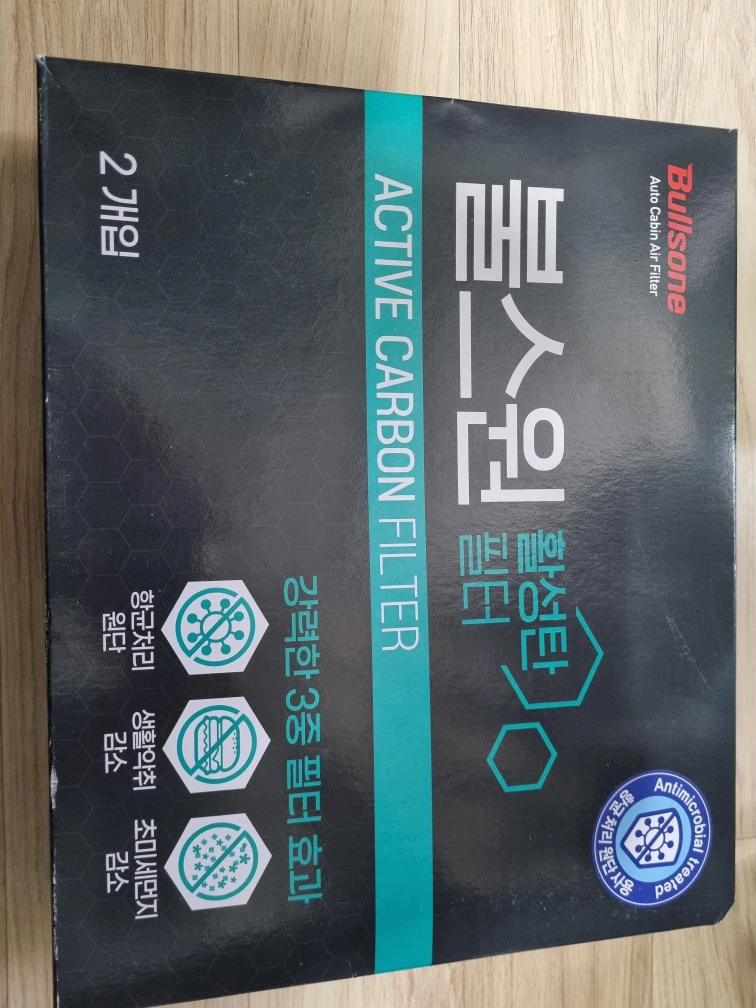 Bullsone
Auto Cabin Air Filter
불스원
활성탄
필터
ACTIVE CARBON FILTER
Antimicrobial treated
항균 처리 원단 사용
강력한 3중 필터 효과
항균처리
원단
생활악취
감소
초미세먼지
감소
2개입